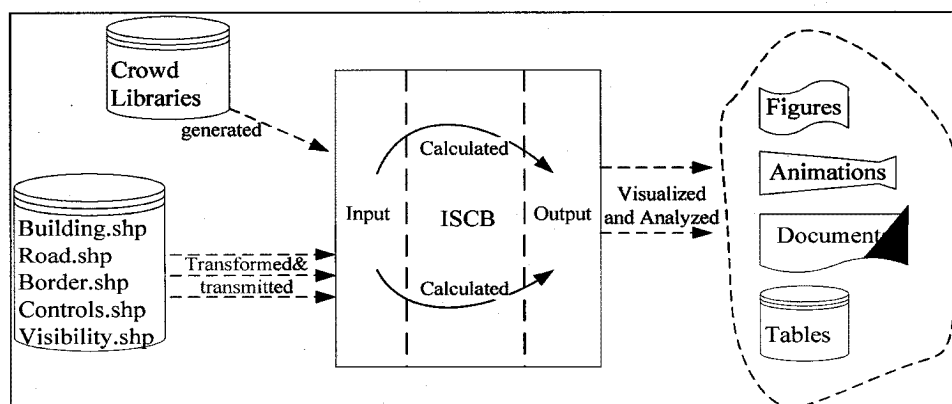 Crowd
Libraries
generated
Building.shp
Road.shp
Border.shp
Controls.shp
Visibility.shp
Transformed&
transmitted
Input
Calculated
ISCB
Calculated
Output
Visualized
and Analyzed
Figures
Animations
Documents
Tables